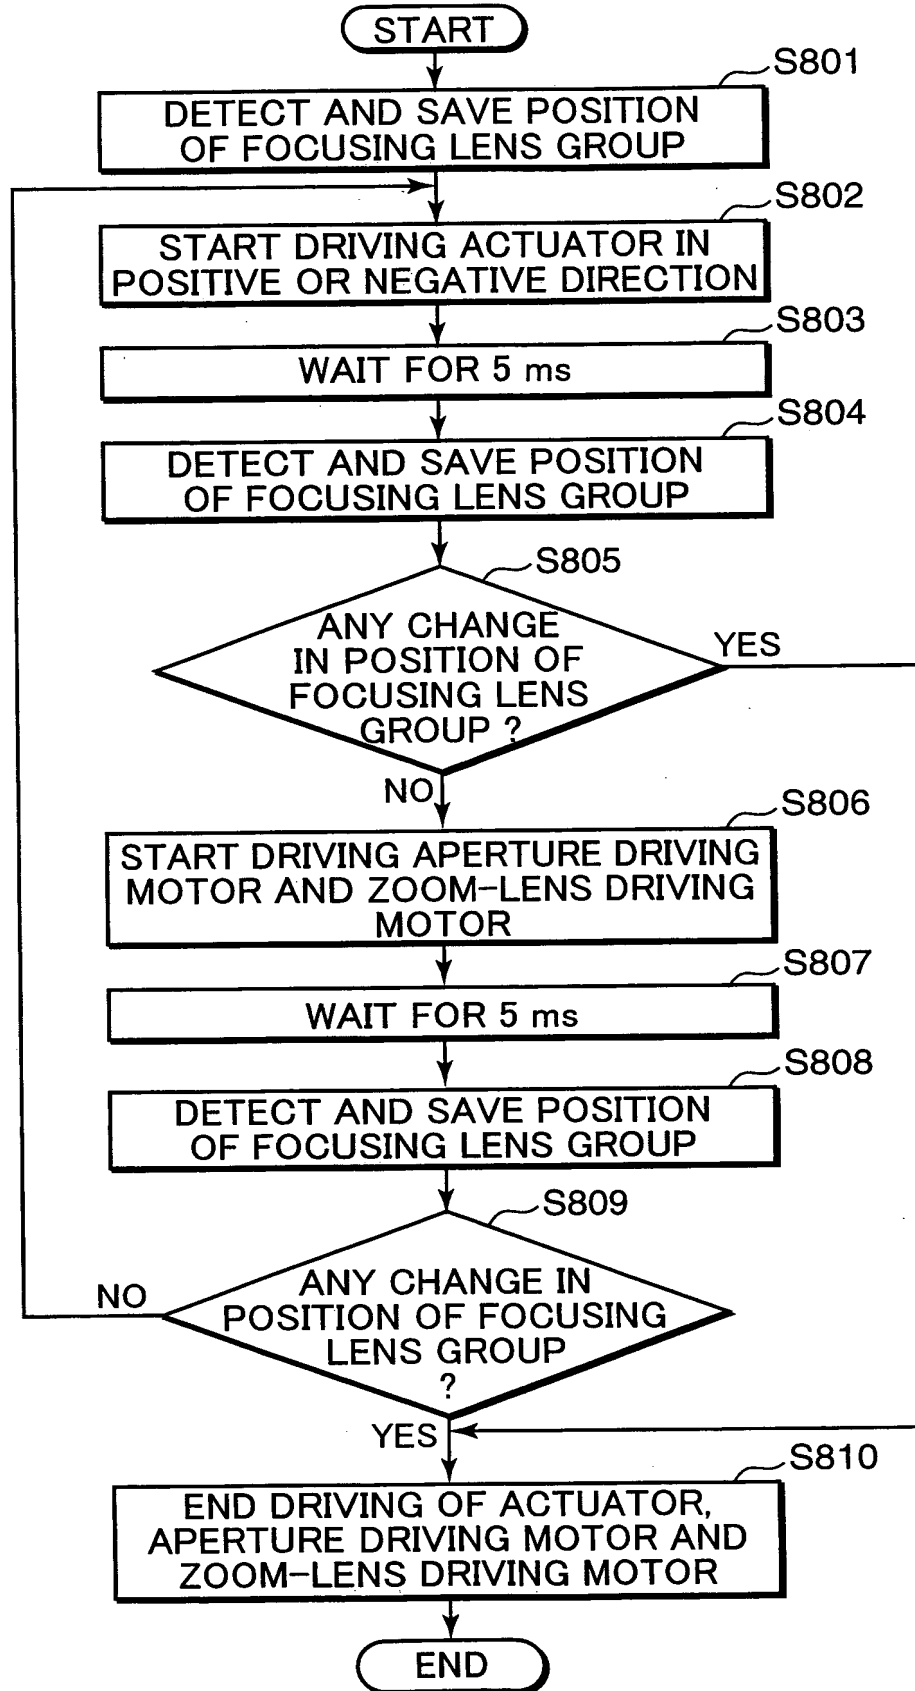 START
S801
DETECT AND SAVE POSITION
OF FOCUSING LENS GROUP
S802
START DRIVING ACTUATOR IN
POSITIVE OR NEGATIVE DIRECTION
S803
WAIT FOR 5 ms
S804
DETECT AND SAVE POSITION
OF FOCUSING LENS GROUP
S805
ANY CHANGE
IN POSITION OF
FOCUSING LENS
GROUP ?
YES
NO
S806
START DRIVING APERTURE DRIVING
MOTOR AND ZOOM-LENS DRIVING
MOTOR
S807
WAIT FOR 5 ms
S808
DETECT AND SAVE POSITION
OF FOCUSING LENS GROUP
S809
ANY CHANGE IN
POSITION OF FOCUSING
LENS GROUP
?
NO
YES
S810
END DRIVING OF ACTUATOR,
APERTURE DRIVING MOTOR AND
ZOOM-LENS DRIVING MOTOR
END